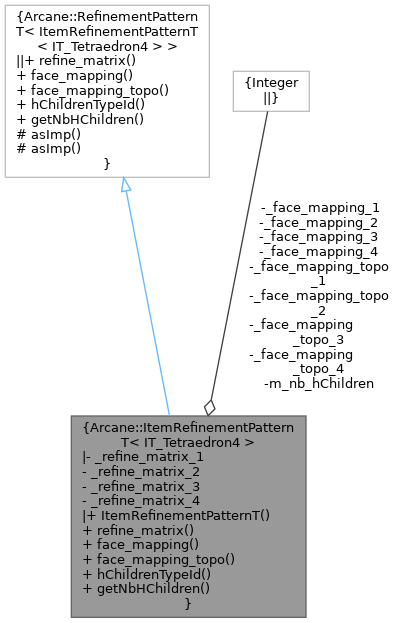 {Arcane::RefinementPattern
T< ItemRefinementPatternT
< IT_Tetraedron4 > >
||+ refine_matrix()
+ face_mapping()
+ face_mapping_topo()
+ hChildrenTypeId()
+ getNbHChildren()
# asImp()
# asImp()
}
{Integer
||}
-_face_mapping_1
-_face_mapping_2
-_face_mapping_3
-_face_mapping_4
-_face_mapping_topo
_1
-_face_mapping_topo
_2
-_face_mapping
_topo_3
-_face_mapping
_topo_4
-m_nb_hChildren
{Arcane::ItemRefinementPattern
T< IT_Tetraedron4 >
|- _refine_matrix_1
- _refine_matrix_2
- _refine_matrix_3
- _refine_matrix_4
|+ ItemRefinementPatternT()
+ refine_matrix()
+ face_mapping()
+ face_mapping_topo()
+ hChildrenTypeId()
+ getNbHChildren()
}